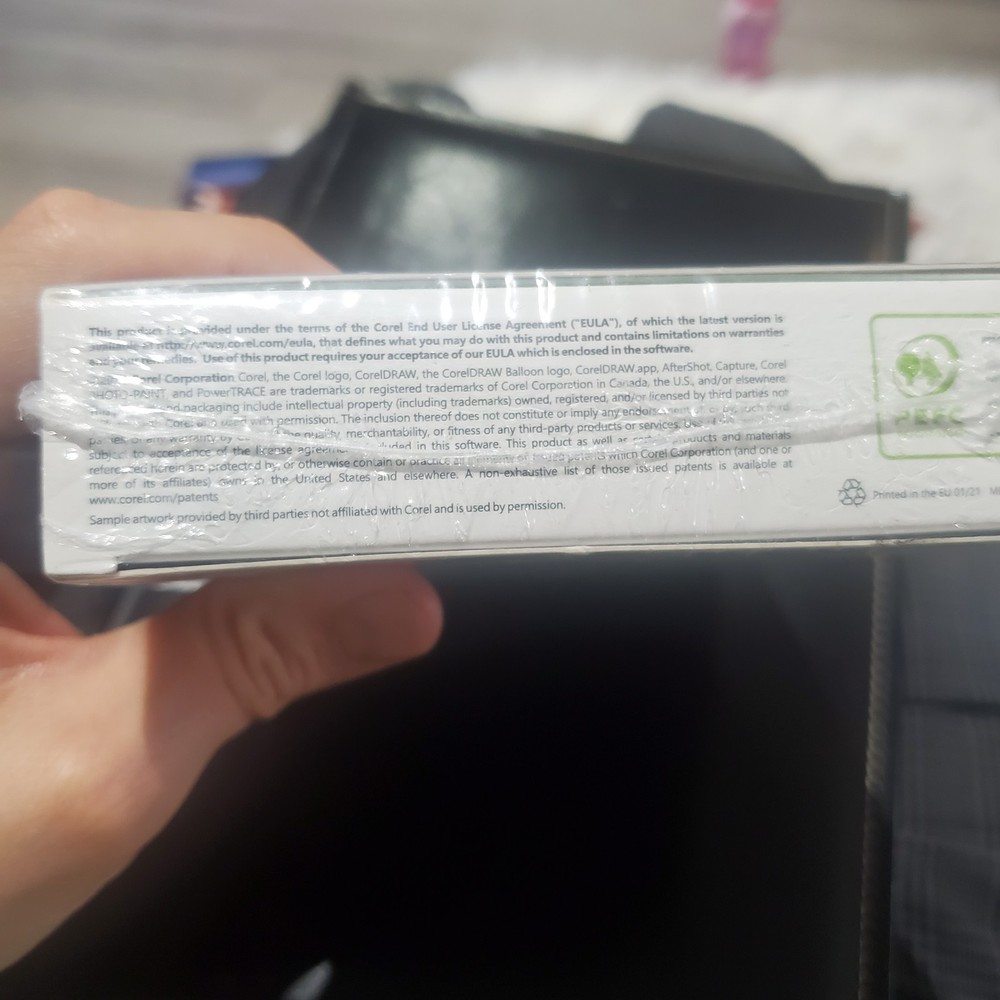 This product is provided under the terms of the Corel End User License Agreement ("EULA"), of which the latest version is
available at http://www.corel.com/eula, that defines what you may do with this product and contains limitations on warranties
and your remedies. Use of this product requires your acceptance of our EULA which is enclosed in the software.
Corel Corporation Corel, the Corel logo, CorelDRAW, the CorelDRAW Balloon logo, CorelDRAW.app, AfterShot, Capture, Corel
PHOTO-PAINT, and PowerTRACE are trademarks or registered trademarks of Corel Corporation in Canada, the U.S., and/or elsewhere.
packaging include intellectual property (including trademarks) owned, registered, and/or licensed by third parties not
with permission. The inclusion thereof does not constitute or imply any by, such third
parties or any warranty by quality, merchantability, or fitness of any third-party products or services.
subject to acceptance of the license included in this software. This product as well as products and materials
referenced herein are protected by, or otherwise contain or practice which Corel Corporation (and one or
more of its affiliates) owns in the United States and elsewhere. A non-exhaustive list of those issued patents is available at
www.corel.com/patents
Sample artwork provided by third parties not affiliated with Corel and is used by permission.
PEFC
Printed in the EU 01/21